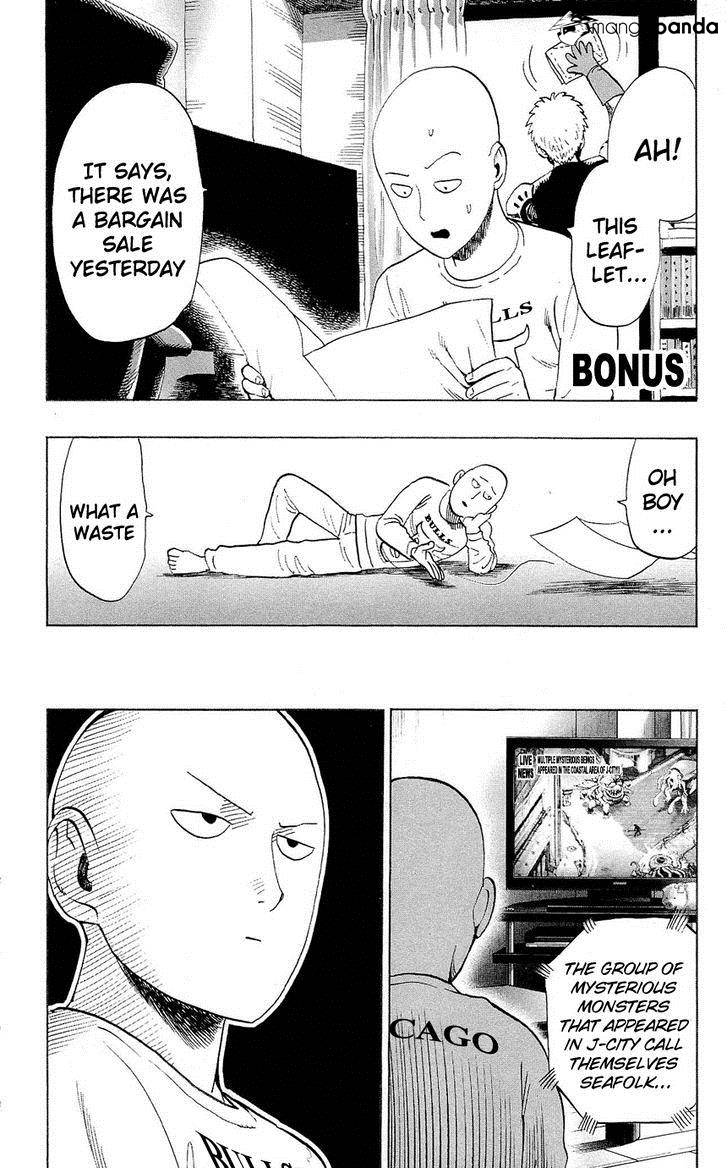 mangapanda
AH!
THIS
LEAF-
LET...
IT SAYS,
THERE WAS
A BARGAIN
SALE
YESTERDAY
BULLS
BONUS
OH
BOY
...
WHAT A
WASTE
BULLS
LIVE
NEWS
MULTIPLE MYSTERIOUS BEINGS
APPEARED IN THE COASTAL AREA OF J-CITY!!
THE GROUP OF
MYSTERIOUS
MONSTERS
THAT APPEARED
IN J-CITY CALL
THEMSELVES
SEAFOLK...
CAGO
BULLS